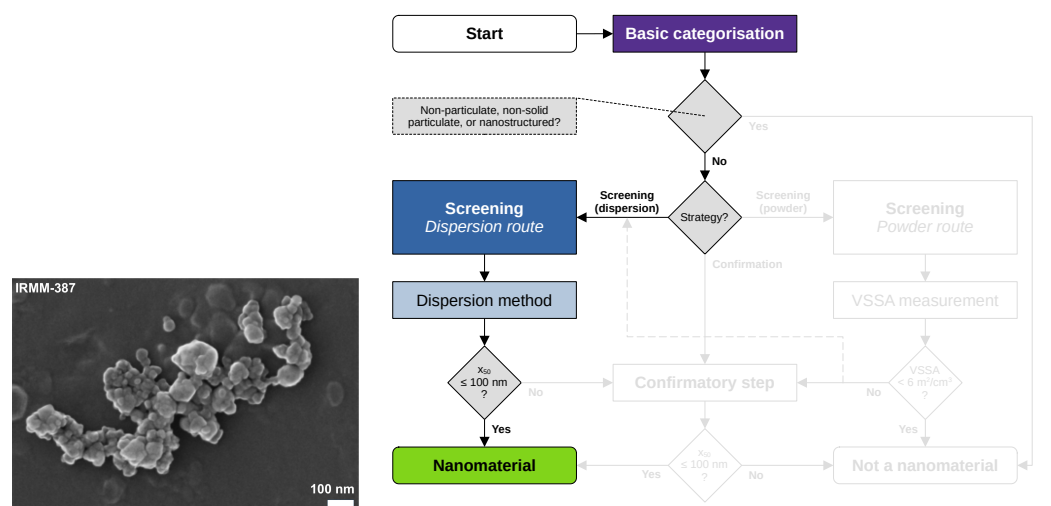 Start
Basic categorisation
Non-particulate, non-solid
particulate, or nanostructured?
Yes
No
Screening
(dispersion)
Strategy?
Screening
(powder)
Screening
Dispersion route
Screening
Powder route
Confirmation
IRMM-387
Dispersion method
VSSA measurement
x₅₀
≤ 100 nm
?
No
Confirmatory step
No
VSSA
< 6 m²/cm³
?
Yes
Yes
Nanomaterial
Yes
x₅₀
≤ 100 nm
?
No
Not a nanomaterial
100 nm